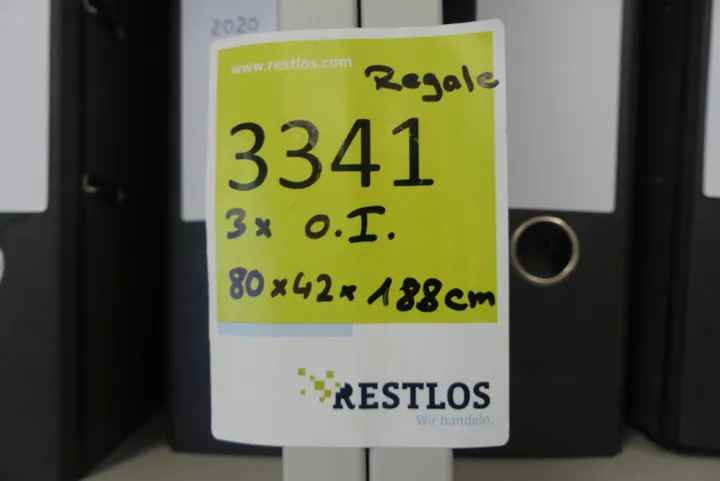 2020
www.restlos.com
Regale
3341
3x O.I.
80x42x188cm
RESTLOS
Wir handeln.